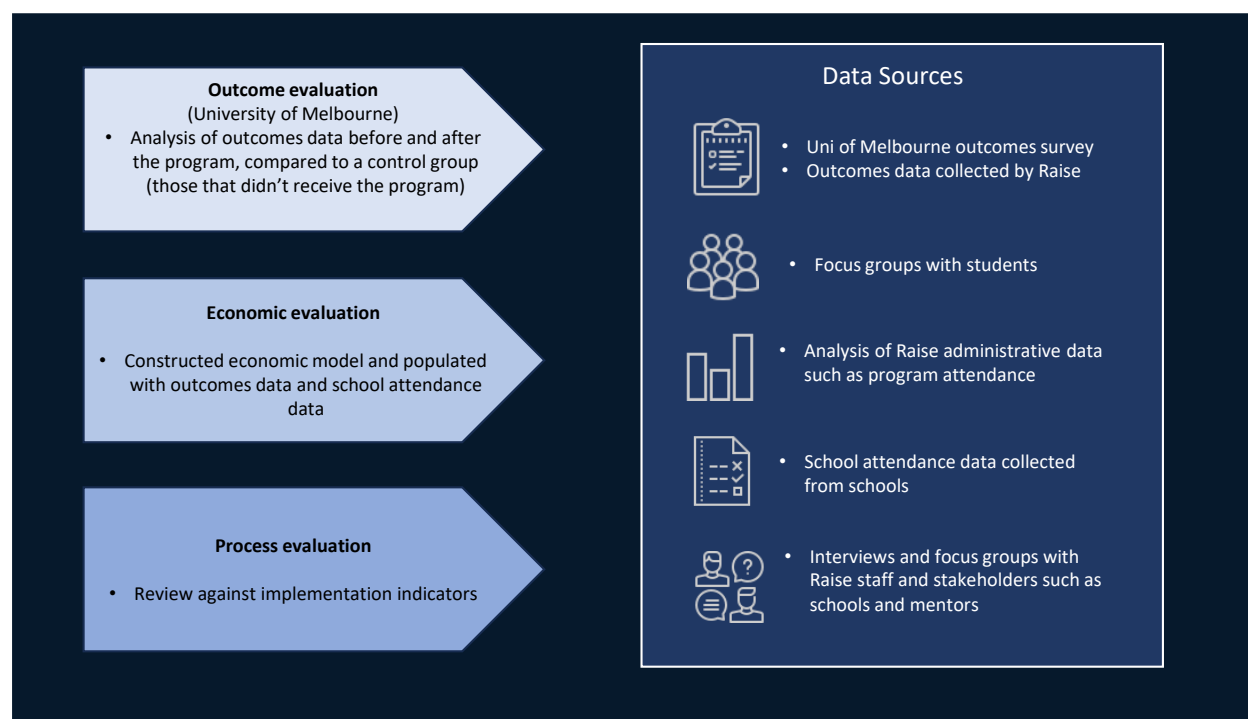 Outcome evaluation
(University of Melbourne)
• Analysis of outcomes data before and after
the program, compared to a control group
(those that didn’t receive the program)
Economic evaluation
• Constructed economic model and populated
with outcomes data and school attendance
data
Process evaluation
• Review against implementation indicators
Data Sources
• Uni of Melbourne outcomes survey
• Outcomes data collected by Raise
• Focus groups with students
• Analysis of Raise administrative data
such as program attendance
• School attendance data collected
from schools
• Interviews and focus groups with
Raise staff and stakeholders such as
schools and mentors